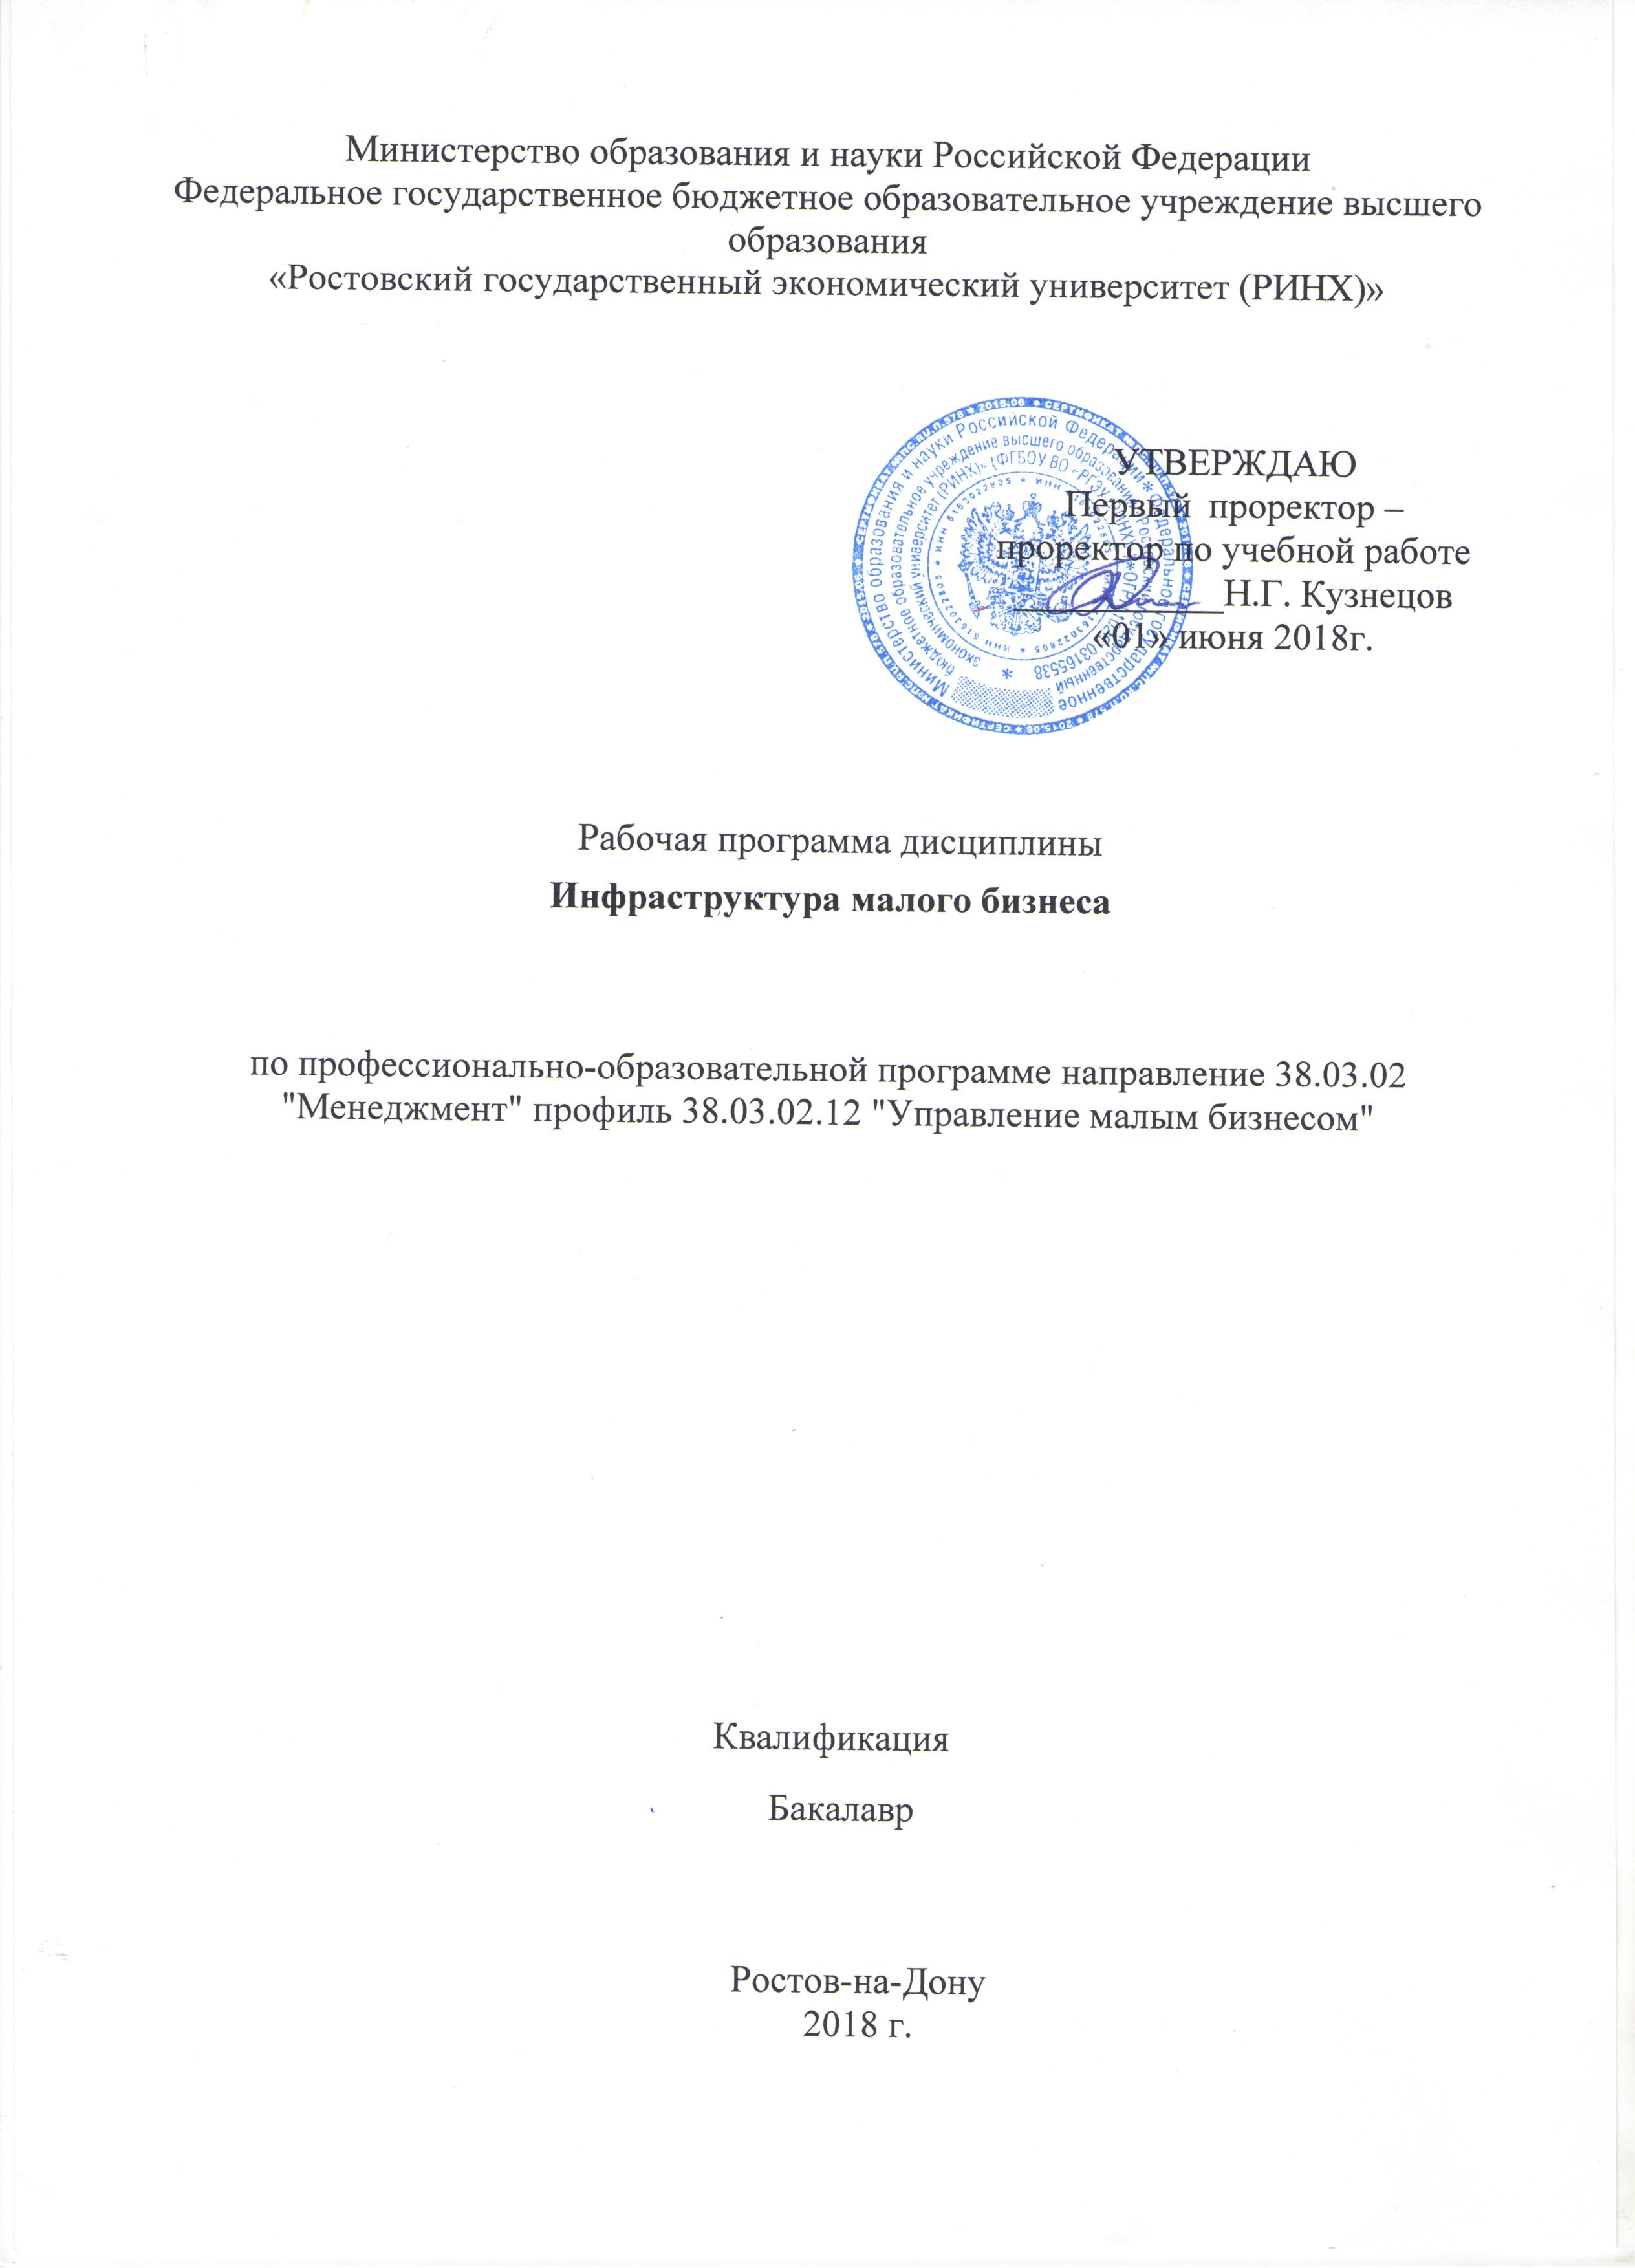 Министерство образования и науки Российской Федерации
Федеральное государственное бюджетное образовательное учреждение высшего
образования
«Ростовский государственный экономический университет (РИНХ)»
УТВЕРЖДАЮ
Первый проректор –
проректор по учебной работе
Н.Г. Кузнецов
«01» июня 2018г.
Рабочая программа дисциплины
Инфраструктура малого бизнеса
по профессионально-образовательной программе направление 38.03.02
"Менеджмент" профиль 38.03.02.12 "Управление малым бизнесом"
Квалификация
Бакалавр
Ростов-на-Дону
2018 г.